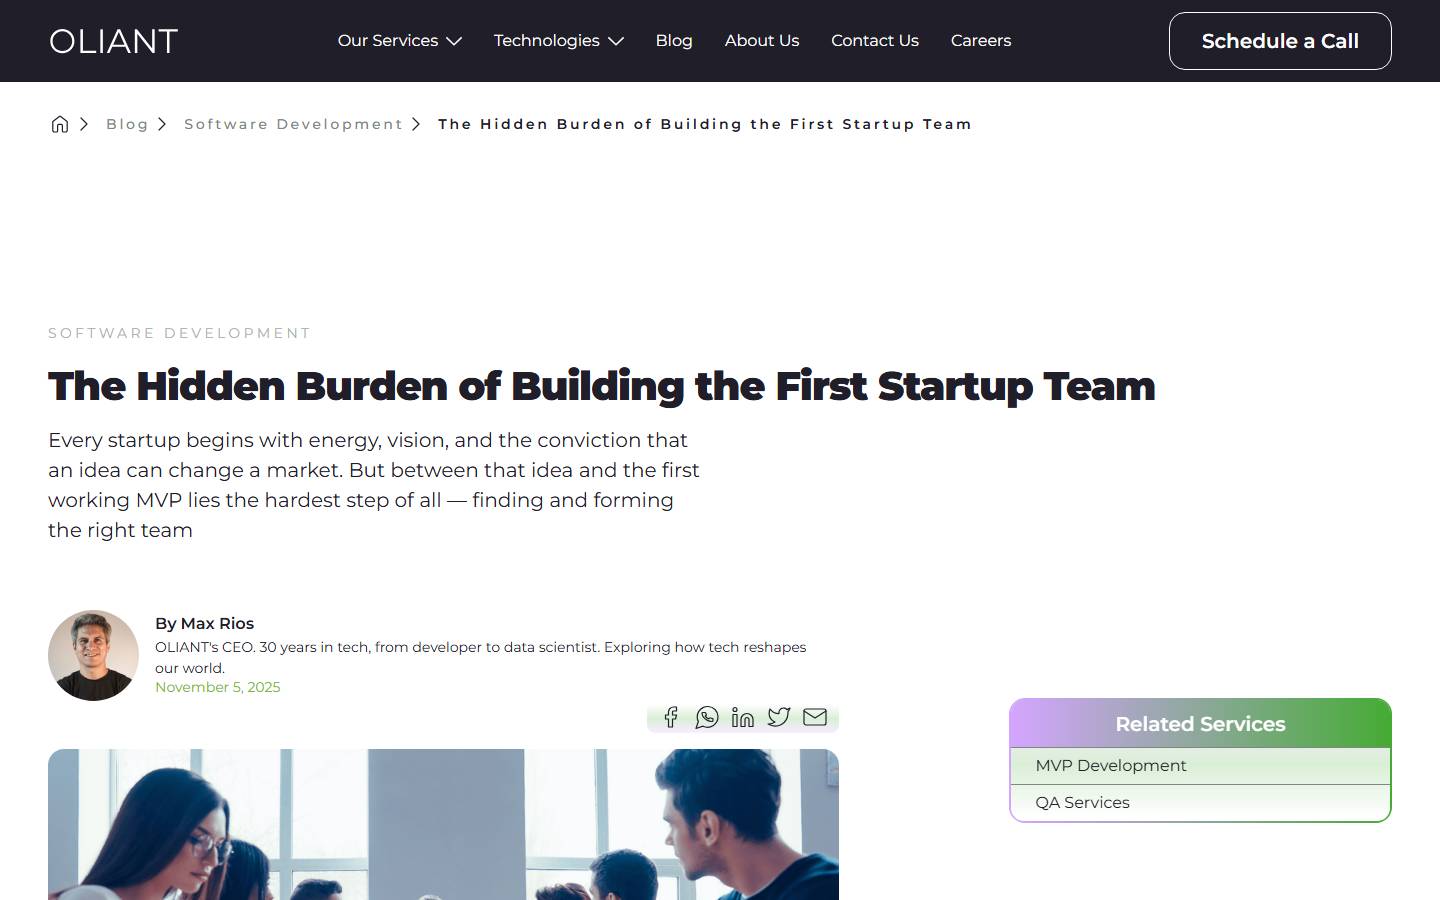 OLIANT
Our Services
Technologies
Blog
About Us
Contact Us
Careers
Schedule a Call
Blog
Software Development
The Hidden Burden of Building the First Startup Team
SOFTWARE DEVELOPMENT
The Hidden Burden of Building the First Startup Team
Every startup begins with energy, vision, and the conviction that
an idea can change a market. But between that idea and the first
working MVP lies the hardest step of all — finding and forming
the right team
By Max Rios
OLIANT's CEO. 30 years in tech, from developer to data scientist. Exploring how tech reshapes
our world.
November 5, 2025
Related Services
MVP Development
QA Services